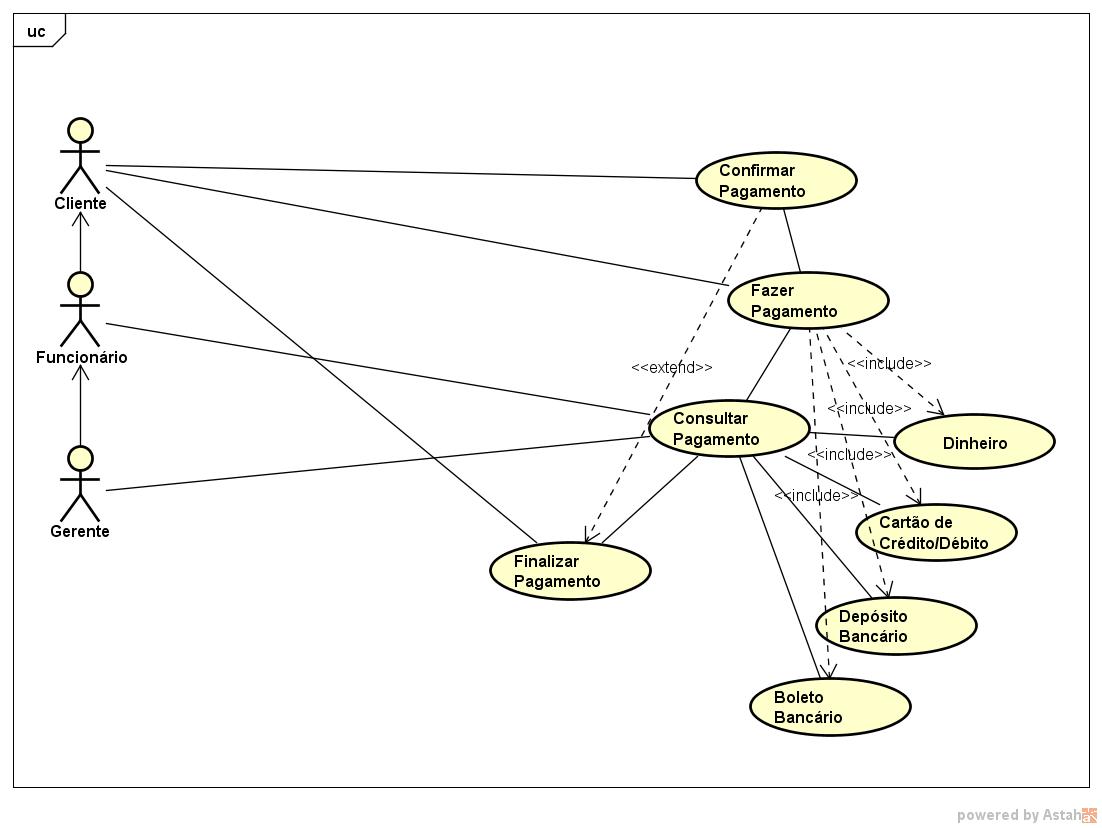 uc
Cliente
Funcionário
Gerente
Confirmar
Pagamento
Fazer
Pagamento
<<extend>>
<<include>>
<<include>>
<<include>>
<<include>>
Consultar
Pagamento
Dinheiro
Cartão de
Crédito/Débito
Finalizar
Pagamento
Depósito
Bancário
Boleto
Bancário
powered by Astah